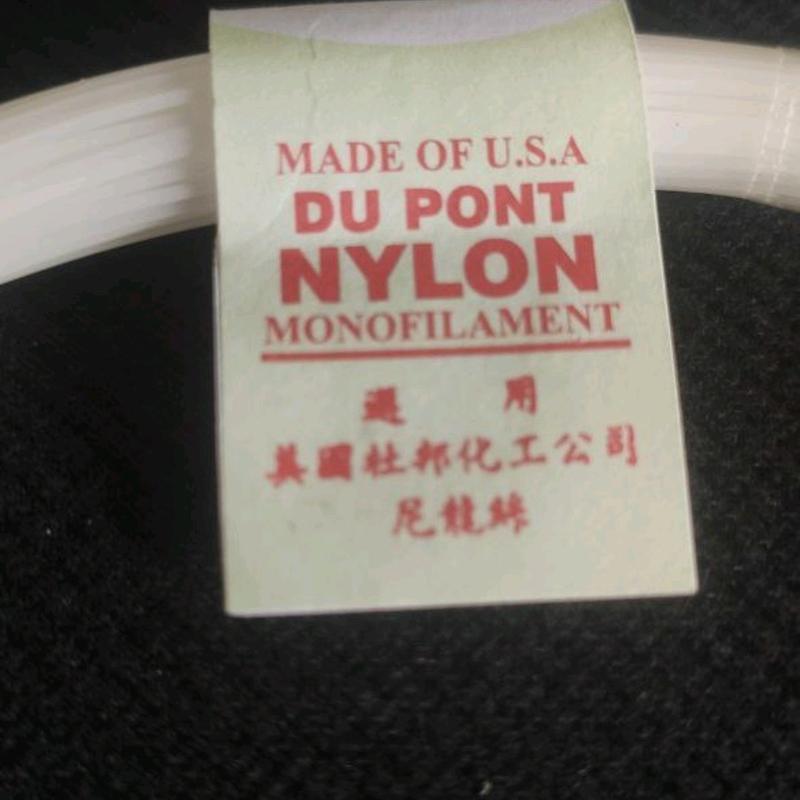 MADE OF U.S.A
DU PONT
NYLON
MONOFILAMENT
選 用
美國杜邦化工公司
尼龍絲